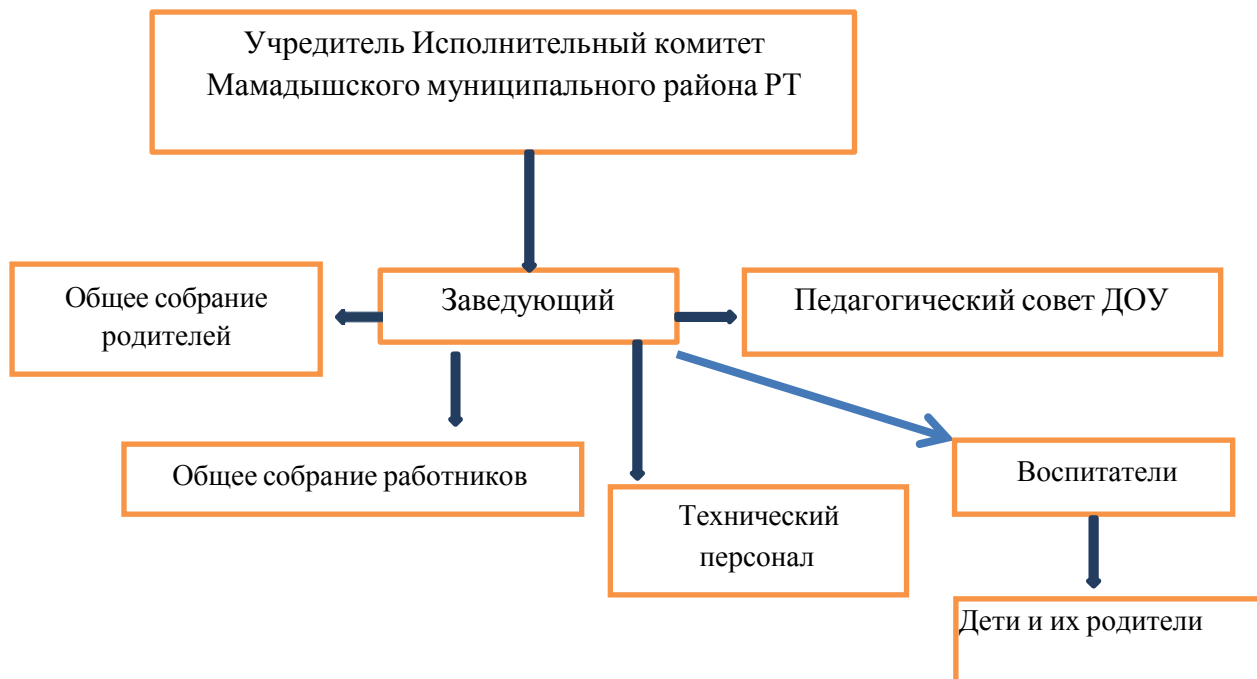 Учредитель Исполнительный комитет
Мамадышского муниципального района РТ
Общее собрание
родителей
Заведующий
Педагогический совет ДОУ
Общее собрание работников
Технический
персонал
Воспитатели
Дети и их родители